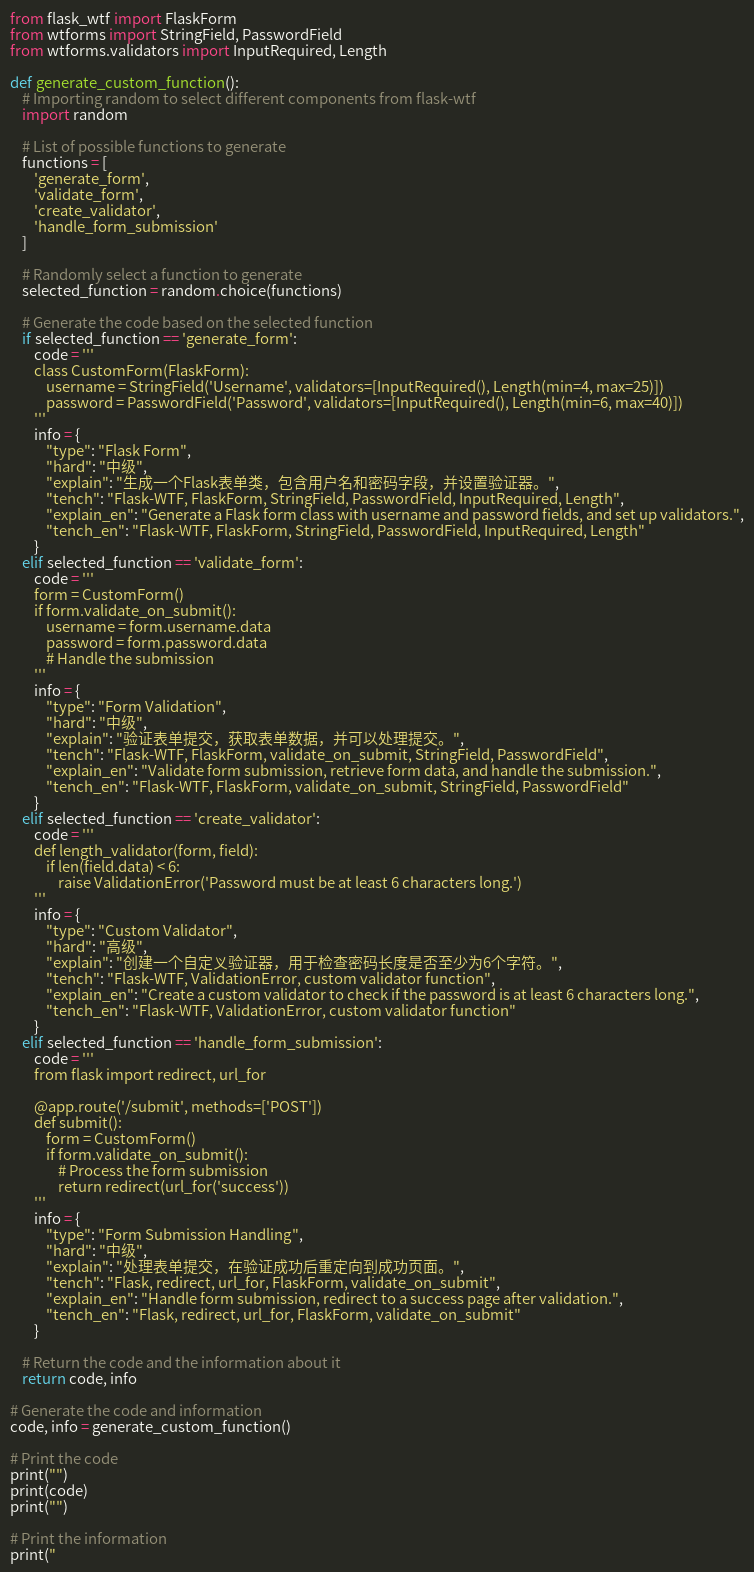 from flask_wtf import FlaskForm
from wtforms import StringField, PasswordField
from wtforms.validators import InputRequired, Length

def generate_custom_function():
    # Importing random to select different components from flask-wtf
    import random

    # List of possible functions to generate
    functions = [
        'generate_form',
        'validate_form',
        'create_validator',
        'handle_form_submission'
    ]

    # Randomly select a function to generate
    selected_function = random.choice(functions)

    # Generate the code based on the selected function
    if selected_function == 'generate_form':
        code = '''
        class CustomForm(FlaskForm):
            username = StringField('Username', validators=[InputRequired(), Length(min=4, max=25)])
            password = PasswordField('Password', validators=[InputRequired(), Length(min=6, max=40)])
        '''
        info = {
            "type": "Flask Form",
            "hard": "中级",
            "explain": "生成一个Flask表单类，包含用户名和密码字段，并设置验证器。",
            "tench": "Flask-WTF, FlaskForm, StringField, PasswordField, InputRequired, Length",
            "explain_en": "Generate a Flask form class with username and password fields, and set up validators.",
            "tench_en": "Flask-WTF, FlaskForm, StringField, PasswordField, InputRequired, Length"
        }
    elif selected_function == 'validate_form':
        code = '''
        form = CustomForm()
        if form.validate_on_submit():
            username = form.username.data
            password = form.password.data
            # Handle the submission
        '''
        info = {
            "type": "Form Validation",
            "hard": "中级",
            "explain": "验证表单提交，获取表单数据，并可以处理提交。",
            "tench": "Flask-WTF, FlaskForm, validate_on_submit, StringField, PasswordField",
            "explain_en": "Validate form submission, retrieve form data, and handle the submission.",
            "tench_en": "Flask-WTF, FlaskForm, validate_on_submit, StringField, PasswordField"
        }
    elif selected_function == 'create_validator':
        code = '''
        def length_validator(form, field):
            if len(field.data) < 6:
                raise ValidationError('Password must be at least 6 characters long.')
        '''
        info = {
            "type": "Custom Validator",
            "hard": "高级",
            "explain": "创建一个自定义验证器，用于检查密码长度是否至少为6个字符。",
            "tench": "Flask-WTF, ValidationError, custom validator function",
            "explain_en": "Create a custom validator to check if the password is at least 6 characters long.",
            "tench_en": "Flask-WTF, ValidationError, custom validator function"
        }
    elif selected_function == 'handle_form_submission':
        code = '''
        from flask import redirect, url_for

        @app.route('/submit', methods=['POST'])
        def submit():
            form = CustomForm()
            if form.validate_on_submit():
                # Process the form submission
                return redirect(url_for('success'))
        '''
        info = {
            "type": "Form Submission Handling",
            "hard": "中级",
            "explain": "处理表单提交，在验证成功后重定向到成功页面。",
            "tench": "Flask, redirect, url_for, FlaskForm, validate_on_submit",
            "explain_en": "Handle form submission, redirect to a success page after validation.",
            "tench_en": "Flask, redirect, url_for, FlaskForm, validate_on_submit"
        }

    # Return the code and the information about it
    return code, info

# Generate the code and information
code, info = generate_custom_function()

# Print the code
print("")
print(code)
print("")

# Print the information
print("